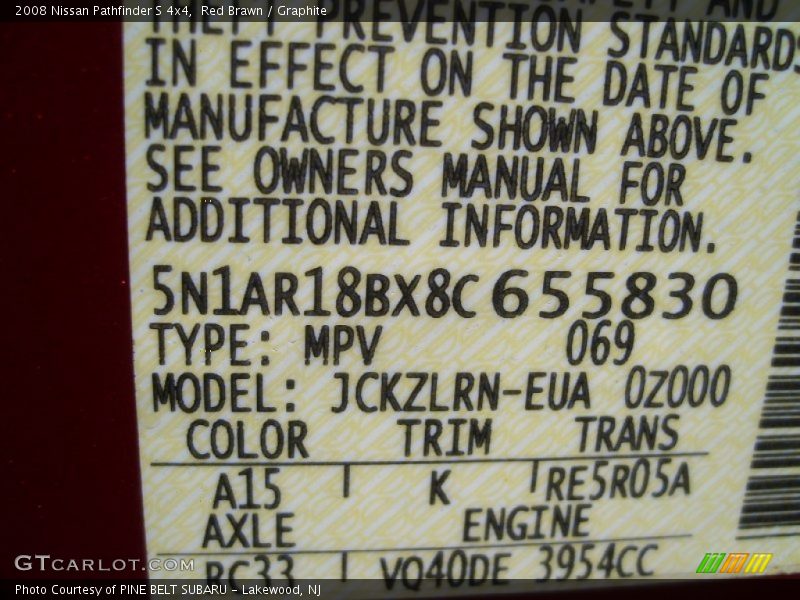 2008 Nissan Pathfinder S 4x4, Red Brawn / Graphite
THEFT PREVENTION STANDARDS
IN EFFECT ON THE DATE OF
MANUFACTURE SHOWN ABOVE.
SEE OWNERS MANUAL FOR
ADDITIONAL INFORMATION.
5N1AR18BX8C655830
TYPE: MPV 069
MODEL: JCKZLRN-EUA 0Z000
COLOR TRIM TRANS
A15 K RE5R05A
AXLE ENGINE
RC33 VQ40DE 3954CC
GTCARLOT.COM
Photo Courtesy of PINE BELT SUBARU - Lakewood, NJ